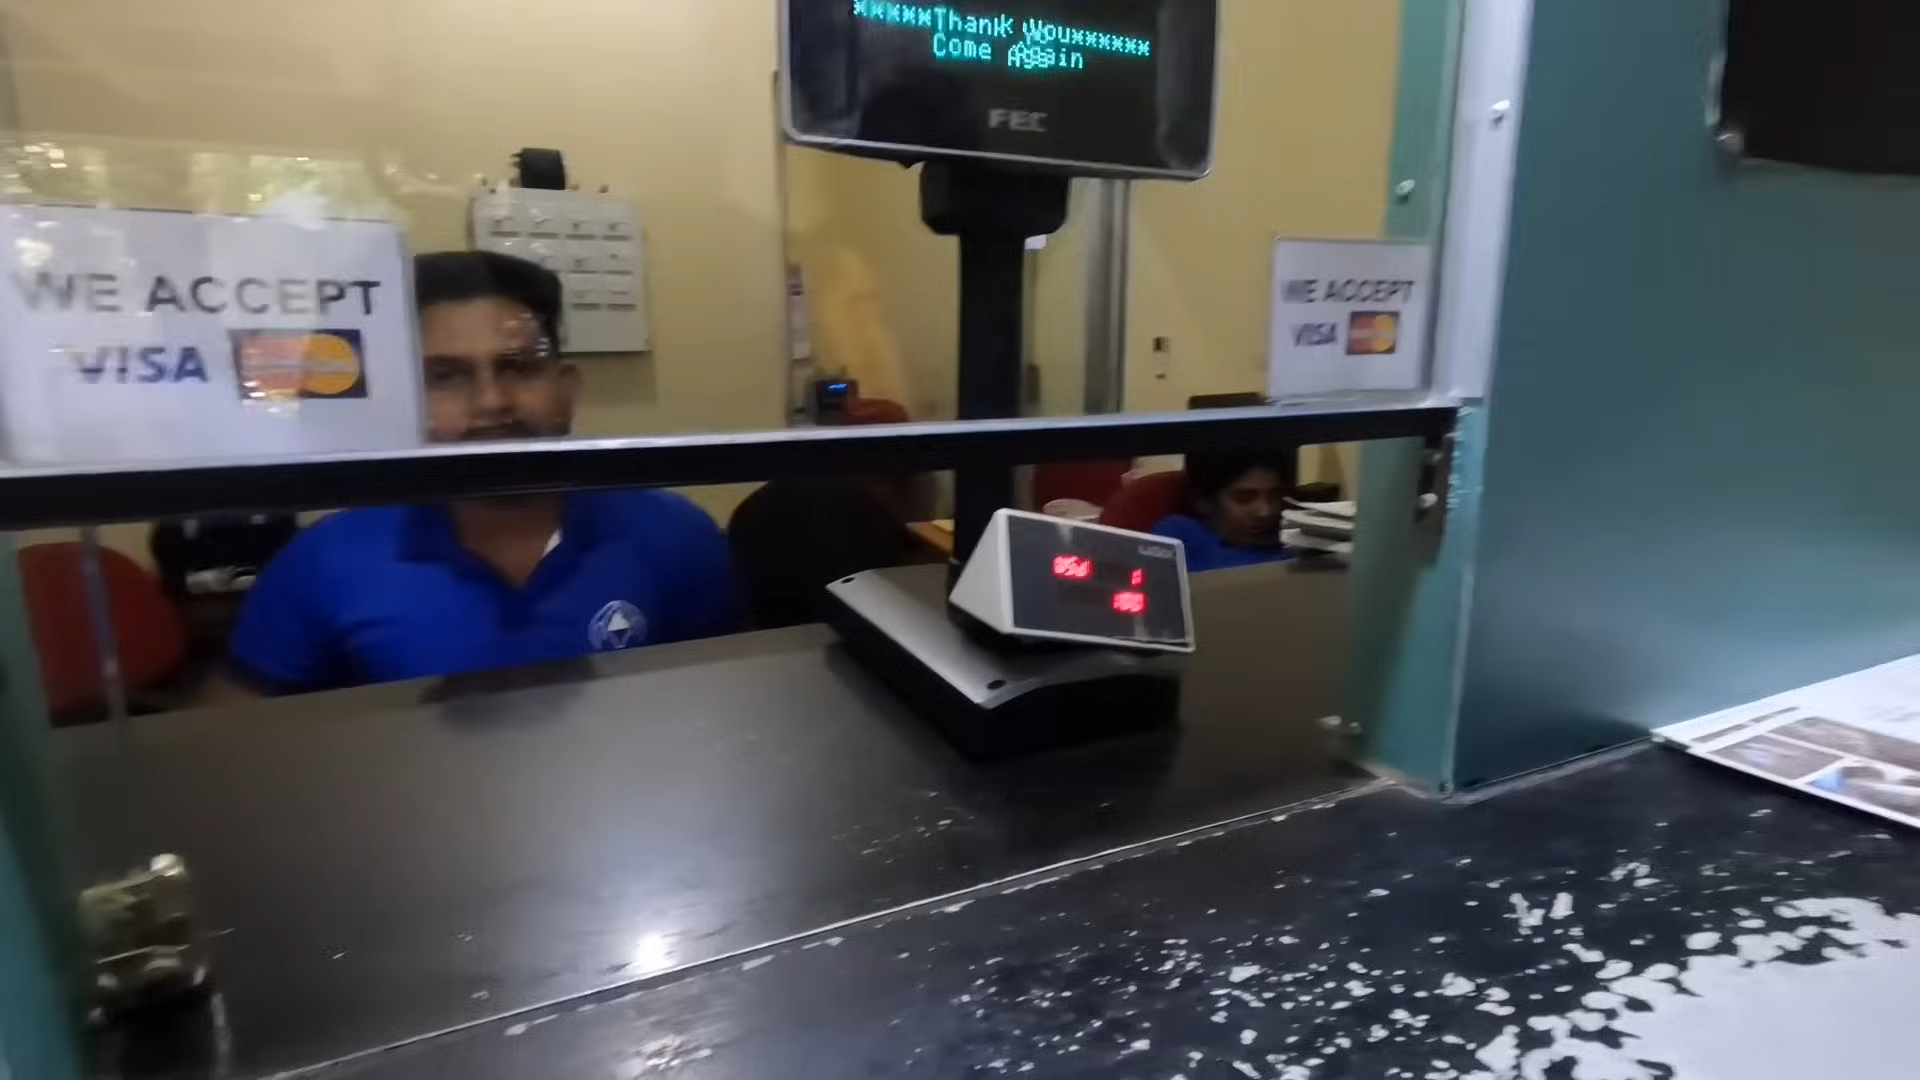 *****Thank You******
Come Again
FEC
WE ACCEPT
VISA
WE ACCEPT
VISA